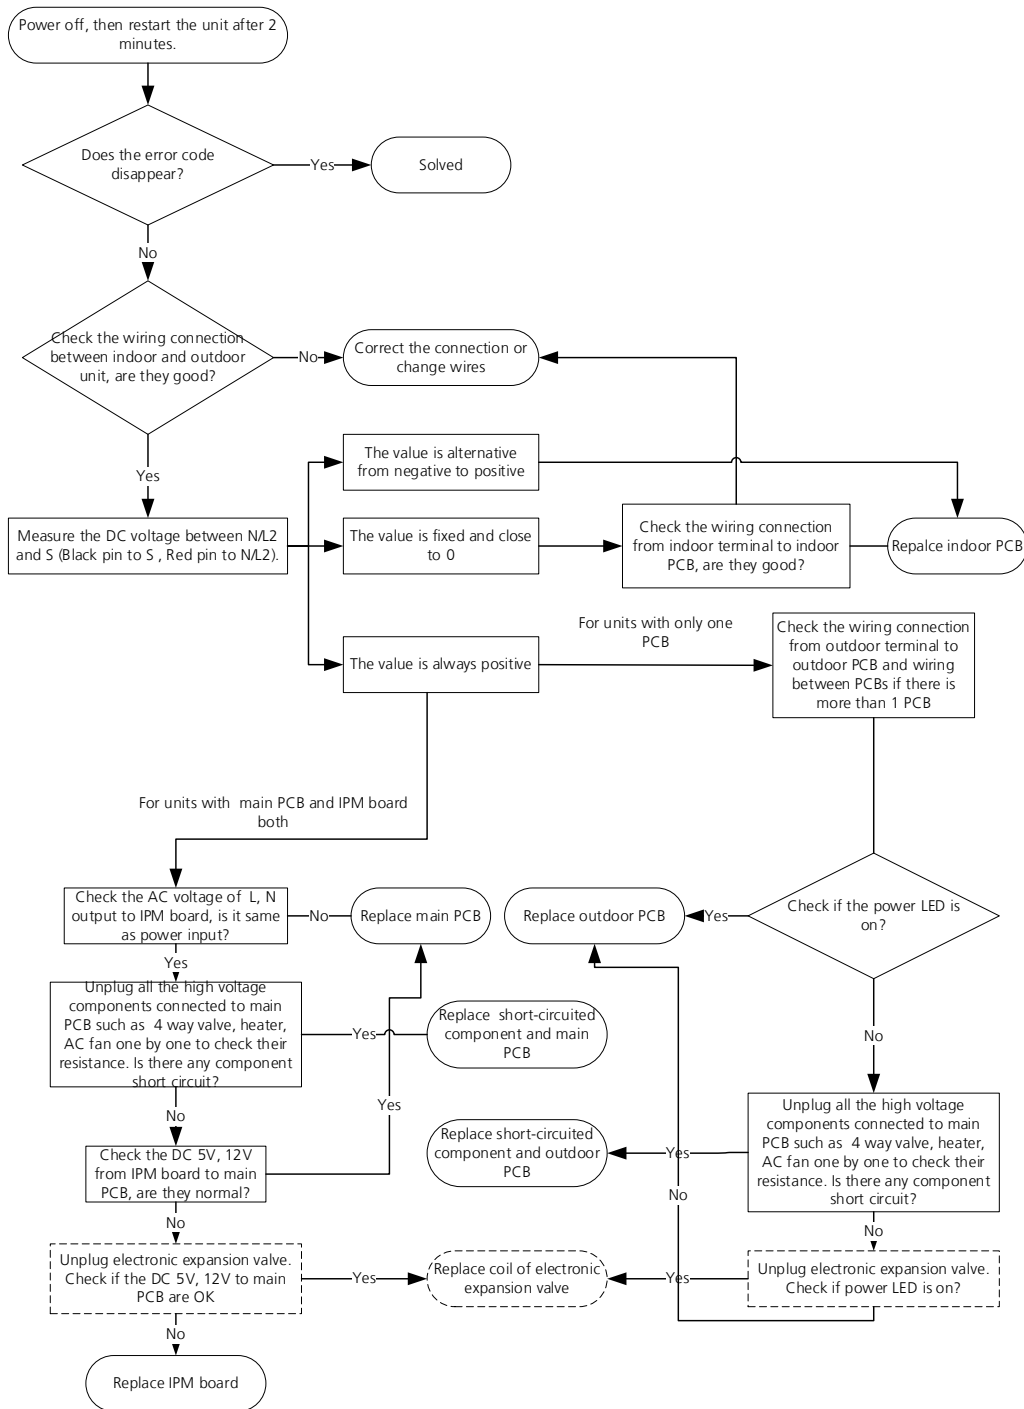 Power off, then restart the unit after 2
minutes.
Does the error code
disappear?
Yes
Solved
No
Check the wiring connection
between indoor and outdoor
unit, are they good?
No
Correct the connection or
change wires
Yes
The value is alternative
from negative to positive
Measure the DC voltage between N/L2
and S (Black pin to S , Red pin to N/L2).
The value is fixed and close
to 0
Check the wiring connection
from indoor terminal to indoor
PCB, are they good?
Repalce indoor PCB
The value is always positive
For units with only one
PCB
Check the wiring connection
from outdoor terminal to
outdoor PCB and wiring
between PCBs if there is
more than 1 PCB
For units with  main PCB and IPM board
both
Check the AC voltage of  L, N
output to IPM board, is it same
as power input?
No
Replace main PCB
Replace outdoor PCB
Yes
Check if the power LED is
on?
Yes
Unplug all the high voltage
components connected to main
PCB such as  4 way valve, heater,
AC fan one by one to check their
resistance. Is there any component
short circuit?
Yes
Replace  short-circuited
component and main
PCB
No
No
Yes
Check the DC 5V, 12V
from IPM board to main
PCB, are they normal?
Replace short-circuited
component and outdoor
PCB
Yes
Unplug all the high voltage
components connected to main
PCB such as  4 way valve, heater,
AC fan one by one to check their
resistance. Is there any component
short circuit?
No
No
No
Unplug electronic expansion valve.
Check if the DC 5V, 12V to main
PCB are OK
Yes
Replace coil of electronic
expansion valve
Yes
Unplug electronic expansion valve.
Check if power LED is on?
No
Replace IPM board